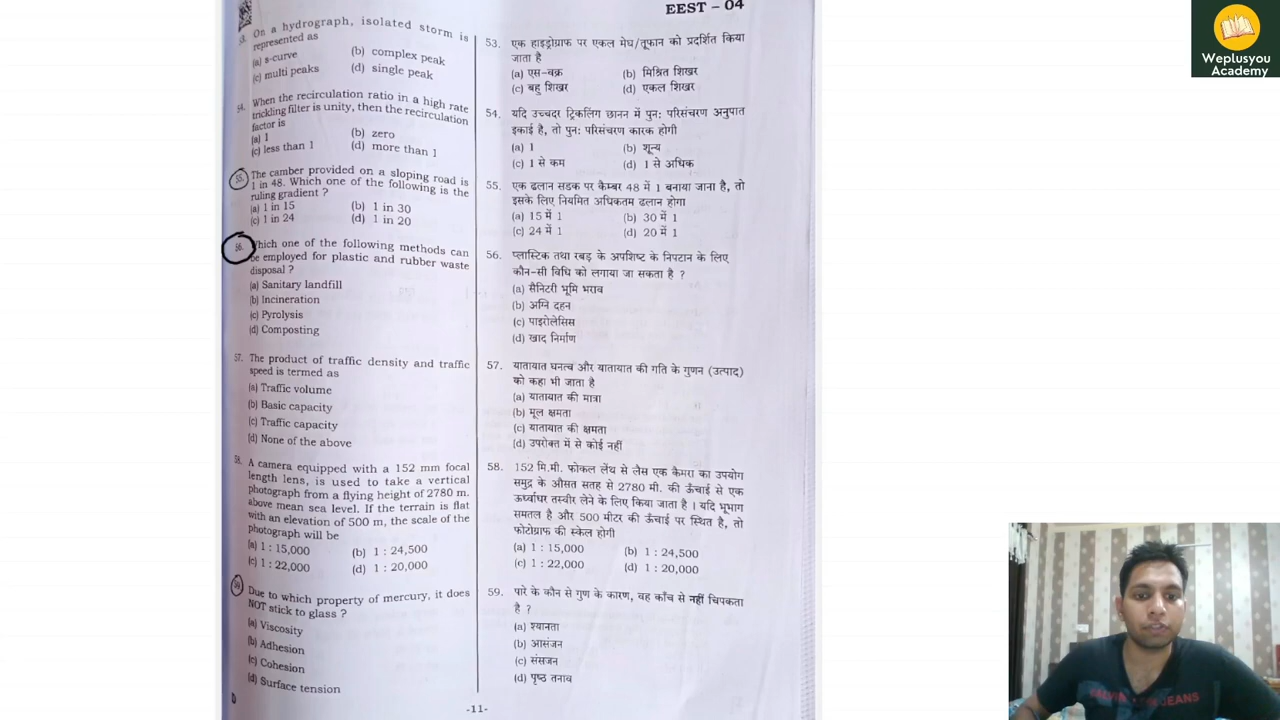 EEST – 04
53. On a hydrograph, isolated storm is
represented as
(a) s-curve (b) complex peak
(c) multi peaks (d) single peak
54. When the recirculation ratio in a high rate
trickling filter is unity, then the recirculation
factor is
(a) 1 (b) zero
(c) less than 1 (d) more than 1
55. The camber provided on a sloping road is
1 in 48. Which one of the following is the
ruling gradient ?
(a) 1 in 15 (b) 1 in 30
(c) 1 in 24 (d) 1 in 20
56. Which one of the following methods can
be employed for plastic and rubber waste
disposal ?
(a) Sanitary landfill
(b) Incineration
(c) Pyrolysis
(d) Composting
57. The product of traffic density and traffic
speed is termed as
(a) Traffic volume
(b) Basic capacity
(c) Traffic capacity
(d) None of the above
58. A camera equipped with a 152 mm focal
length lens, is used to take a vertical
photograph from a flying height of 2780 m.
above mean sea level. If the terrain is flat
with an elevation of 500 m, the scale of the
photograph will be
(a) 1 : 15,000 (b) 1 : 24,500
(c) 1 : 22,000 (d) 1 : 20,000
59. Due to which property of mercury, it does
NOT stick to glass ?
(a) Viscosity
(b) Adhesion
(c) Cohesion
(d) Surface tension
D
53. एक हाइड्रोग्राफ पर एकल मेघ/तूफान को प्रदर्शित किया
जाता है
(a) एस-वक्र (b) मिश्रित शिखर
(c) बहु शिखर (d) एकल शिखर
54. यदि उच्चदर ट्रिकलिंग छानन में पुन: परिसंचरण अनुपात
इकाई है, तो पुन: परिसंचरण कारक होगी
(a) 1 (b) शून्य
(c) 1 से कम (d) 1 से अधिक
55. एक ढलान सडक पर कैम्बर 48 में 1 बनाया जाना है, तो
इसके लिए नियमित अधिकतम ढलान होगा
(a) 15 में 1 (b) 30 में 1
(c) 24 में 1 (d) 20 में 1
56. प्लास्टिक तथा रबड़ के अपशिष्ट के निपटान के लिए
कौन-सी विधि को लगाया जा सकता है ?
(a) सैनिटरी भूमि भराव
(b) अग्नि दहन
(c) पाइरोलेसिस
(d) खाद निर्माण
57. यातायात घनत्व और यातायात की गति के गुणन (उत्पाद)
को कहा भी जाता है
(a) यातायात की मात्रा
(b) मूल क्षमता
(c) यातायात की क्षमता
(d) उपरोक्त में से कोई नहीं
58. 152 मि.मी. फोकल लेंथ से लैस एक कैमरा का उपयोग
समुद्र के औसत सतह से 2780 मी. की ऊँचाई से एक
ऊर्ध्वाधर तस्वीर लेने के लिए किया जाता है । यदि भूभाग
समतल है और 500 मीटर की ऊँचाई पर स्थित है, तो
फोटोग्राफ की स्केल होगी
(a) 1 : 15,000 (b) 1 : 24,500
(c) 1 : 22,000 (d) 1 : 20,000
59. पारे के कौन से गुण के कारण, वह काँच से नहीं चिपकता
है ?
(a) श्यानता
(b) आसंजन
(c) संसजन
(d) पृष्ठ तनाव
-11-
Weplusyou
Academy